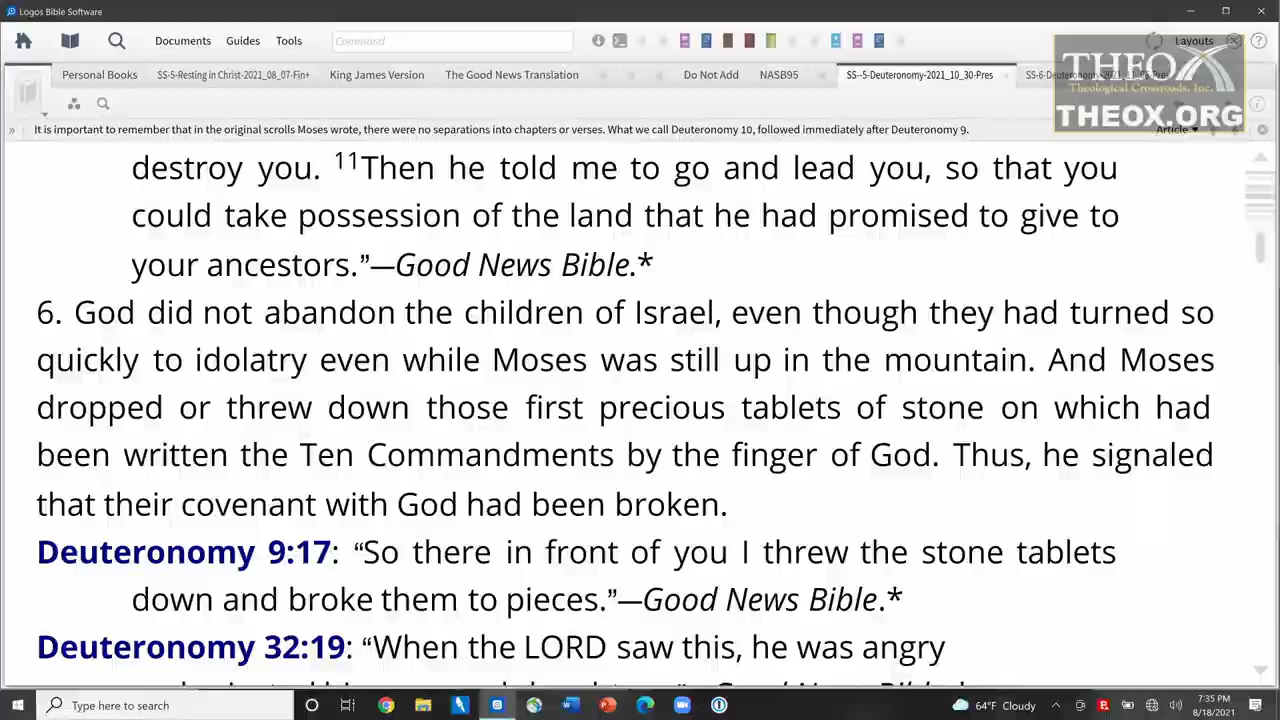 Logos Bible Software
Documents Guides Tools Command Layouts
Personal Books SS-5-Resting in Christ-2021_08_07-Fin+ King James Version The Good News Translation Do Not Add NASB95 SS--5-Deuteronomy-2021_10_30-Pres SS-6-Deuteronomy-2021_
THEOX
Theological Crossroads, Inc.
THEOX.ORG
It is important to remember that in the original scrolls Moses wrote, there were no separations into chapters or verses. What we call Deuteronomy 10, followed immediately after Deuteronomy 9. Article
destroy you. 11Then he told me to go and lead you, so that you
could take possession of the land that he had promised to give to
your ancestors.”—Good News Bible.*
6. God did not abandon the children of Israel, even though they had turned so
quickly to idolatry even while Moses was still up in the mountain. And Moses
dropped or threw down those first precious tablets of stone on which had
been written the Ten Commandments by the finger of God. Thus, he signaled
that their covenant with God had been broken.
Deuteronomy 9:17: “So there in front of you I threw the stone tablets
down and broke them to pieces.”—Good News Bible.*
Deuteronomy 32:19: “When the LORD saw this, he was angry
Type here to search 64°F Cloudy 7:35 PM
8/18/2021